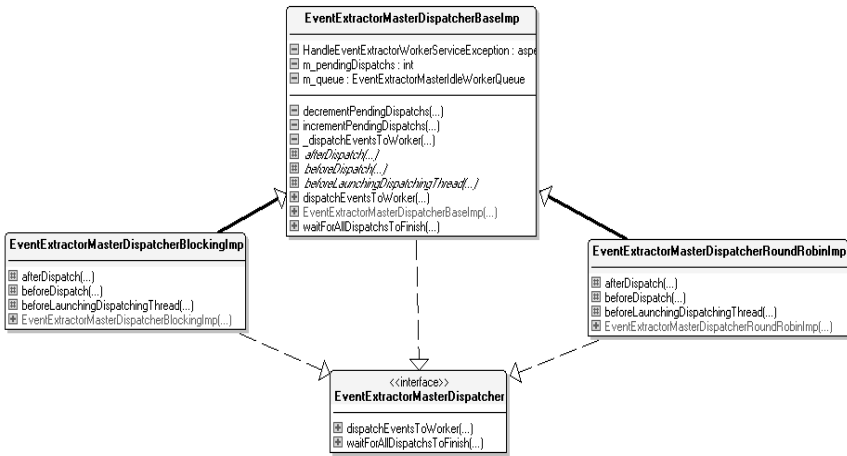 EventExtractorMasterDispatcherBaseImp
HandleEventExtractorWorkerServiceException : aspe
m_pendingDispatchs : int
m_queue : EventExtractorMasterIdleWorkerQueue
decrementPendingDispatchs(...)
incrementPendingDispatchs(...)
_dispatchEventsToWorker(...)
afterDispatch(...)
beforeDispatch(...)
beforeLaunchingDispatchingThread(...)
dispatchEventsToWorker(...)
EventExtractorMasterDispatcherBaseImp(...)
waitForAllDispatchsToFinish(...)
EventExtractorMasterDispatcherBlockingImp
afterDispatch(...)
beforeDispatch(...)
beforeLaunchingDispatchingThread(...)
EventExtractorMasterDispatcherBlockingImp(...)
EventExtractorMasterDispatcherRoundRobinImp
afterDispatch(...)
beforeDispatch(...)
beforeLaunchingDispatchingThread(...)
EventExtractorMasterDispatcherRoundRobinImp(...)
<<interface>>
EventExtractorMasterDispatcher
dispatchEventsToWorker(...)
waitForAllDispatchsToFinish(...)